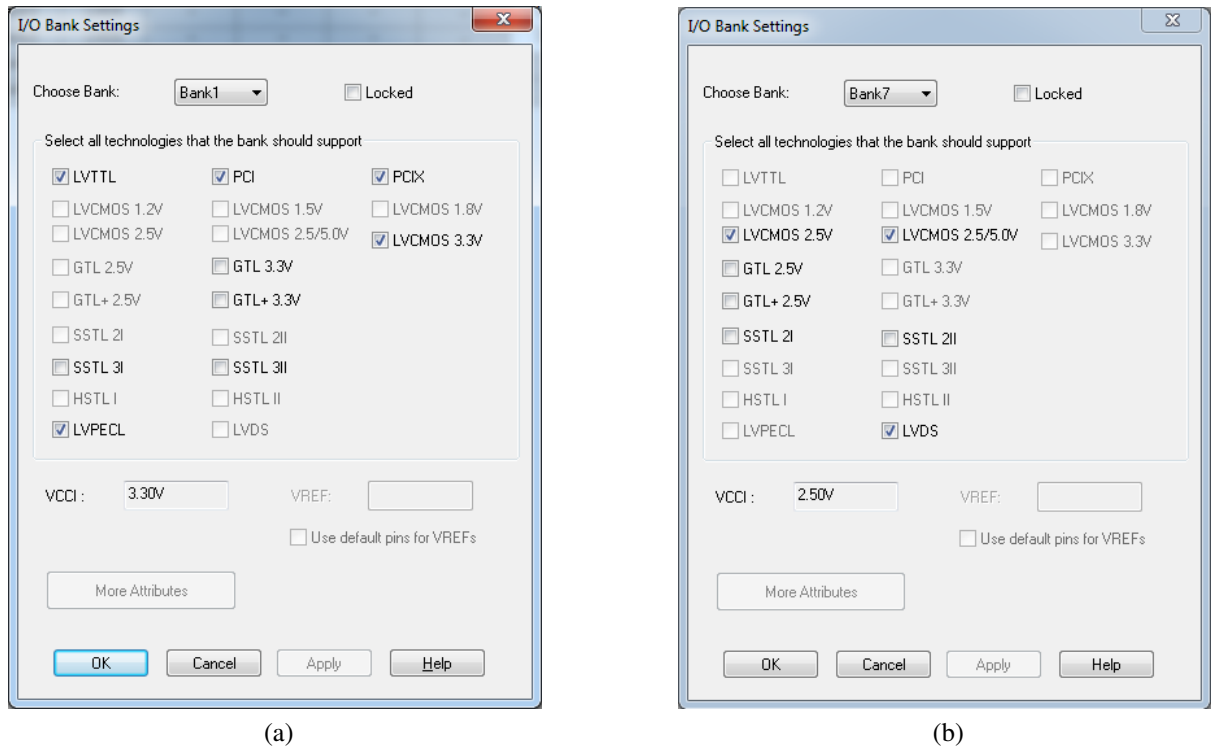 I/O Bank Settings
Choose Bank: Bank1 Locked
Select all technologies that the bank should support
LVTTL PCI PCIX
LVCMOS 1.2V LVCMOS 1.5V LVCMOS 1.8V
LVCMOS 2.5V LVCMOS 2.5/5.0V LVCMOS 3.3V
GTL 2.5V GTL 3.3V
GTL+ 2.5V GTL+ 3.3V
SSTL 2I SSTL 2II
SSTL 3I SSTL 3II
HSTL I HSTL II
LVPECL LVDS
VCCI : 3.30V VREF:
Use default pins for VREFs
More Attributes
OK Cancel Apply Help
(a)
I/O Bank Settings
Choose Bank: Bank7 Locked
Select all technologies that the bank should support
LVTTL PCI PCIX
LVCMOS 1.2V LVCMOS 1.5V LVCMOS 1.8V
LVCMOS 2.5V LVCMOS 2.5/5.0V LVCMOS 3.3V
GTL 2.5V GTL 3.3V
GTL+ 2.5V GTL+ 3.3V
SSTL 2I SSTL 2II
SSTL 3I SSTL 3II
HSTL I HSTL II
LVPECL LVDS
VCCI : 2.50V VREF:
Use default pins for VREFs
More Attributes
OK Cancel Apply Help
(b)